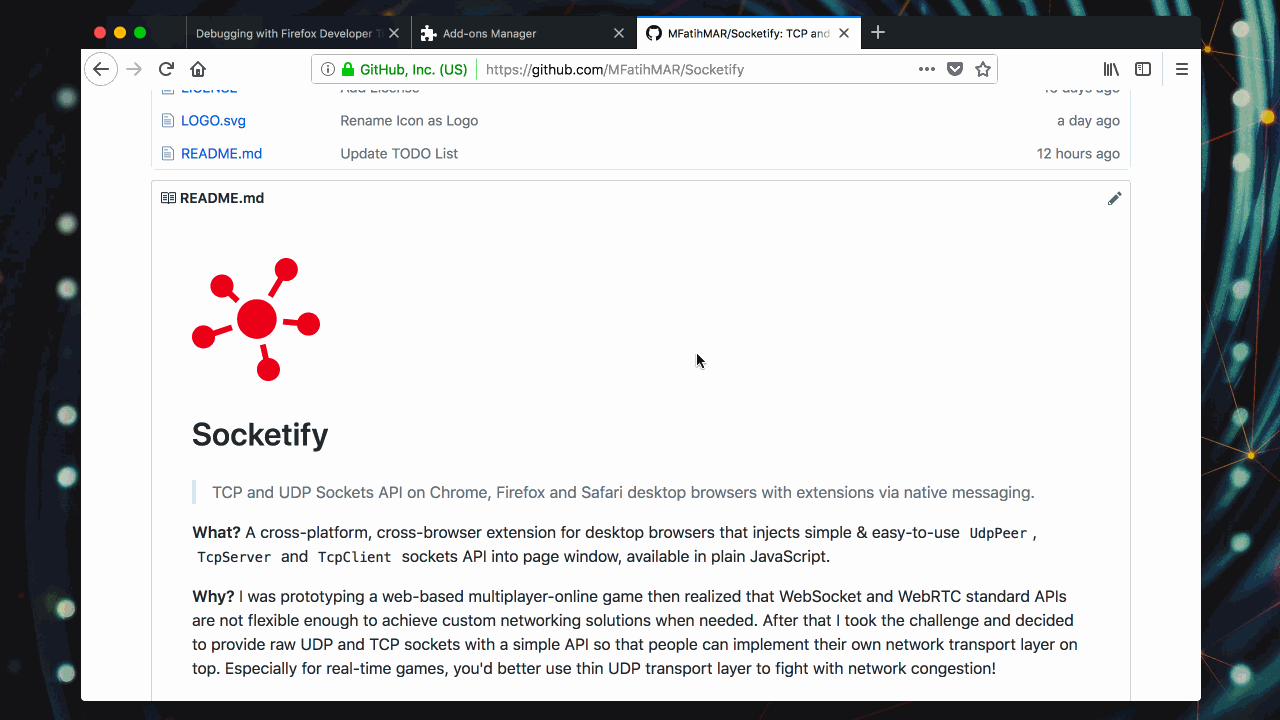 Debugging with Firefox Developer T
Add-ons Manager
MFatihMAR/Socketify: TCP and
GitHub, Inc. (US)
https://github.com/MFatihMAR/Socketify
LICENSE Add License days ago
LOGO.svg Rename Icon as Logo a day ago
README.md Update TODO List 12 hours ago
README.md
Socketify
TCP and UDP Sockets API on Chrome, Firefox and Safari desktop browsers with extensions via native messaging.
What? A cross-platform, cross-browser extension for desktop browsers that injects simple & easy-to-use UdpPeer ,
TcpServer and TcpClient sockets API into page window, available in plain JavaScript.
Why? I was prototyping a web-based multiplayer-online game then realized that WebSocket and WebRTC standard APIs
are not flexible enough to achieve custom networking solutions when needed. After that I took the challenge and decided
to provide raw UDP and TCP sockets with a simple API so that people can implement their own network transport layer on
top. Especially for real-time games, you'd better use thin UDP transport layer to fight with network congestion!